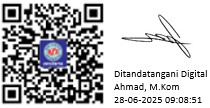 Ditandatangani Digital
Ahmad, M.Kom
28-06-2025 09:08:51